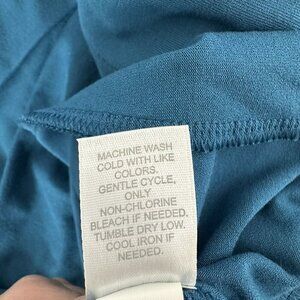 MACHINE WASH
COLD WITH LIKE
COLORS.
GENTLE CYCLE,
ONLY
NON-CHLORINE
BLEACH IF NEEDED.
TUMBLE DRY LOW.
COOL IRON IF
NEEDED.